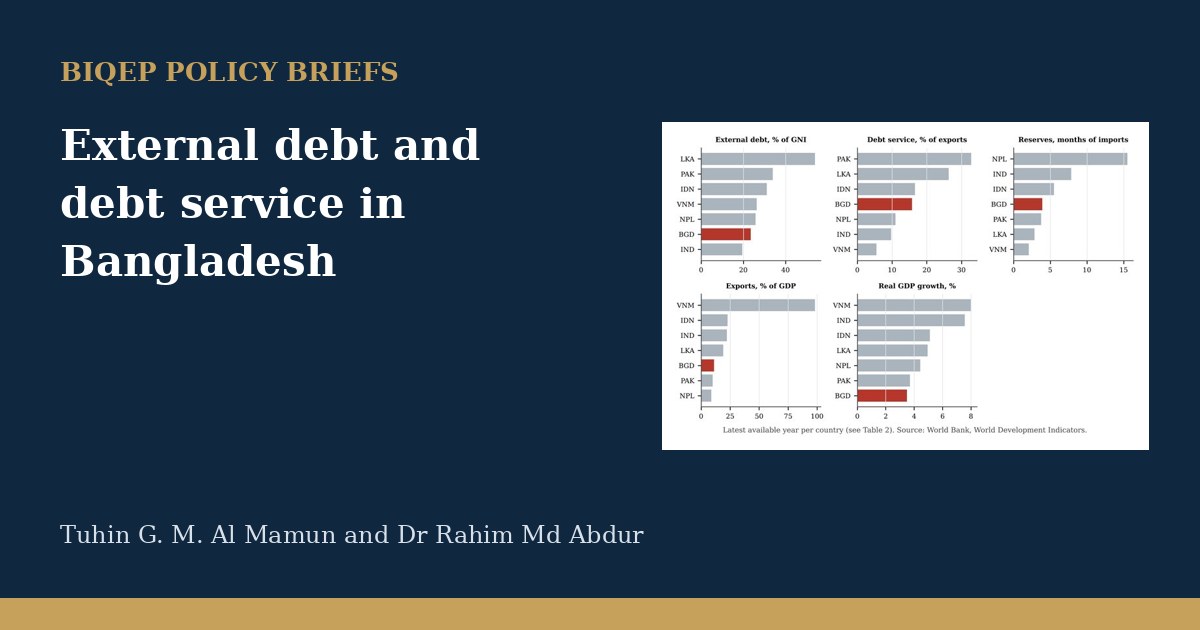 BIQEP POLICY BRIEFS
External debt and
debt service in
Bangladesh
External debt, % of GNI
LKA
PAK
IDN
VNM
NPL
BGD
IND
0 20 40
Debt service, % of exports
PAK
LKA
IDN
BGD
NPL
IND
VNM
0 10 20 30
Reserves, months of imports
NPL
IND
IDN
BGD
PAK
LKA
VNM
0 5 10 15
Exports, % of GDP
VNM
IDN
IND
LKA
BGD
PAK
NPL
0 25 50 75 100
Real GDP growth, %
VNM
IND
IDN
LKA
NPL
PAK
BGD
0 2 4 6 8
Latest available year per country (see Table 2). Source: World Bank, World Development Indicators.
Tuhin G. M. Al Mamun and Dr Rahim Md Abdur